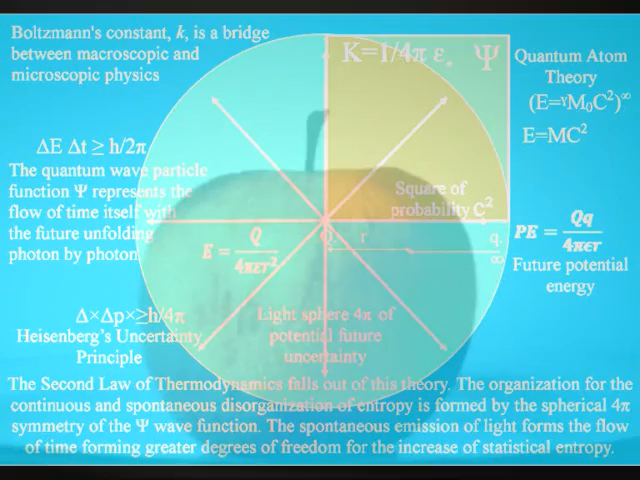 Boltzmann's constant, k, is a bridge
between macroscopic and
microscopic physics
K=1/4π ε。 Ψ
Quantum Atom
Theory
(E=ᵞM₀C²)∞
E=MC²
ΔE Δt ≥ h/2π
The quantum wave particle
function Ψ represents the
flow of time itself with
the future unfolding
photon by photon
Square of
probability C²
E = Q / 4πεr²
Q r q
∞
PE = Qq / 4πϵr
Future potential
energy
Δ×Δp×≥h/4π
Heisenberg's Uncertainty
Principle
Light sphere 4π of
potential future
uncertainty
The Second Law of Thermodynamics falls out of this theory. The organization for the
continuous and spontaneous disorganization of entropy is formed by the spherical 4π
symmetry of the Ψ wave function. The spontaneous emission of light forms the flow
of time forming greater degrees of freedom for the increase of statistical entropy.